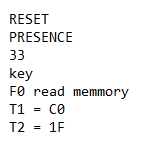 RESET
PRESENCE
33
key
F0 read memmory
T1 = C0
T2 = 1F